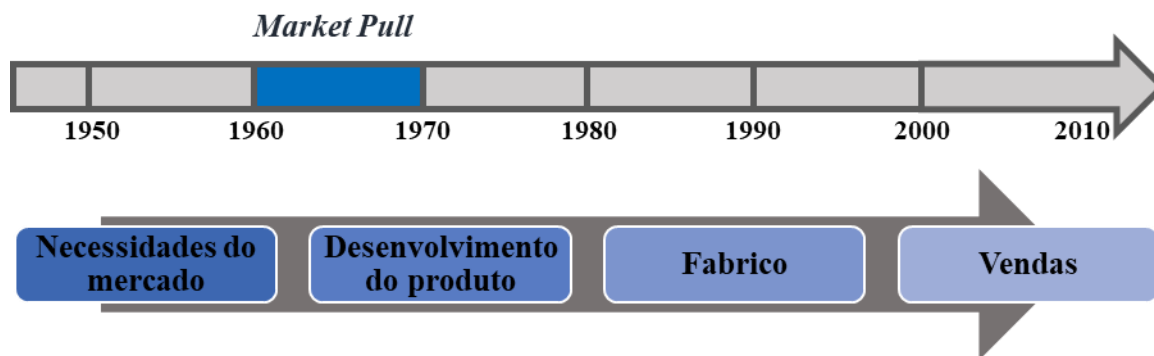 Market Pull
1950 1960 1970 1980 1990 2000 2010
Necessidades do
mercado
Desenvolvimento
do produto
Fabrico
Vendas